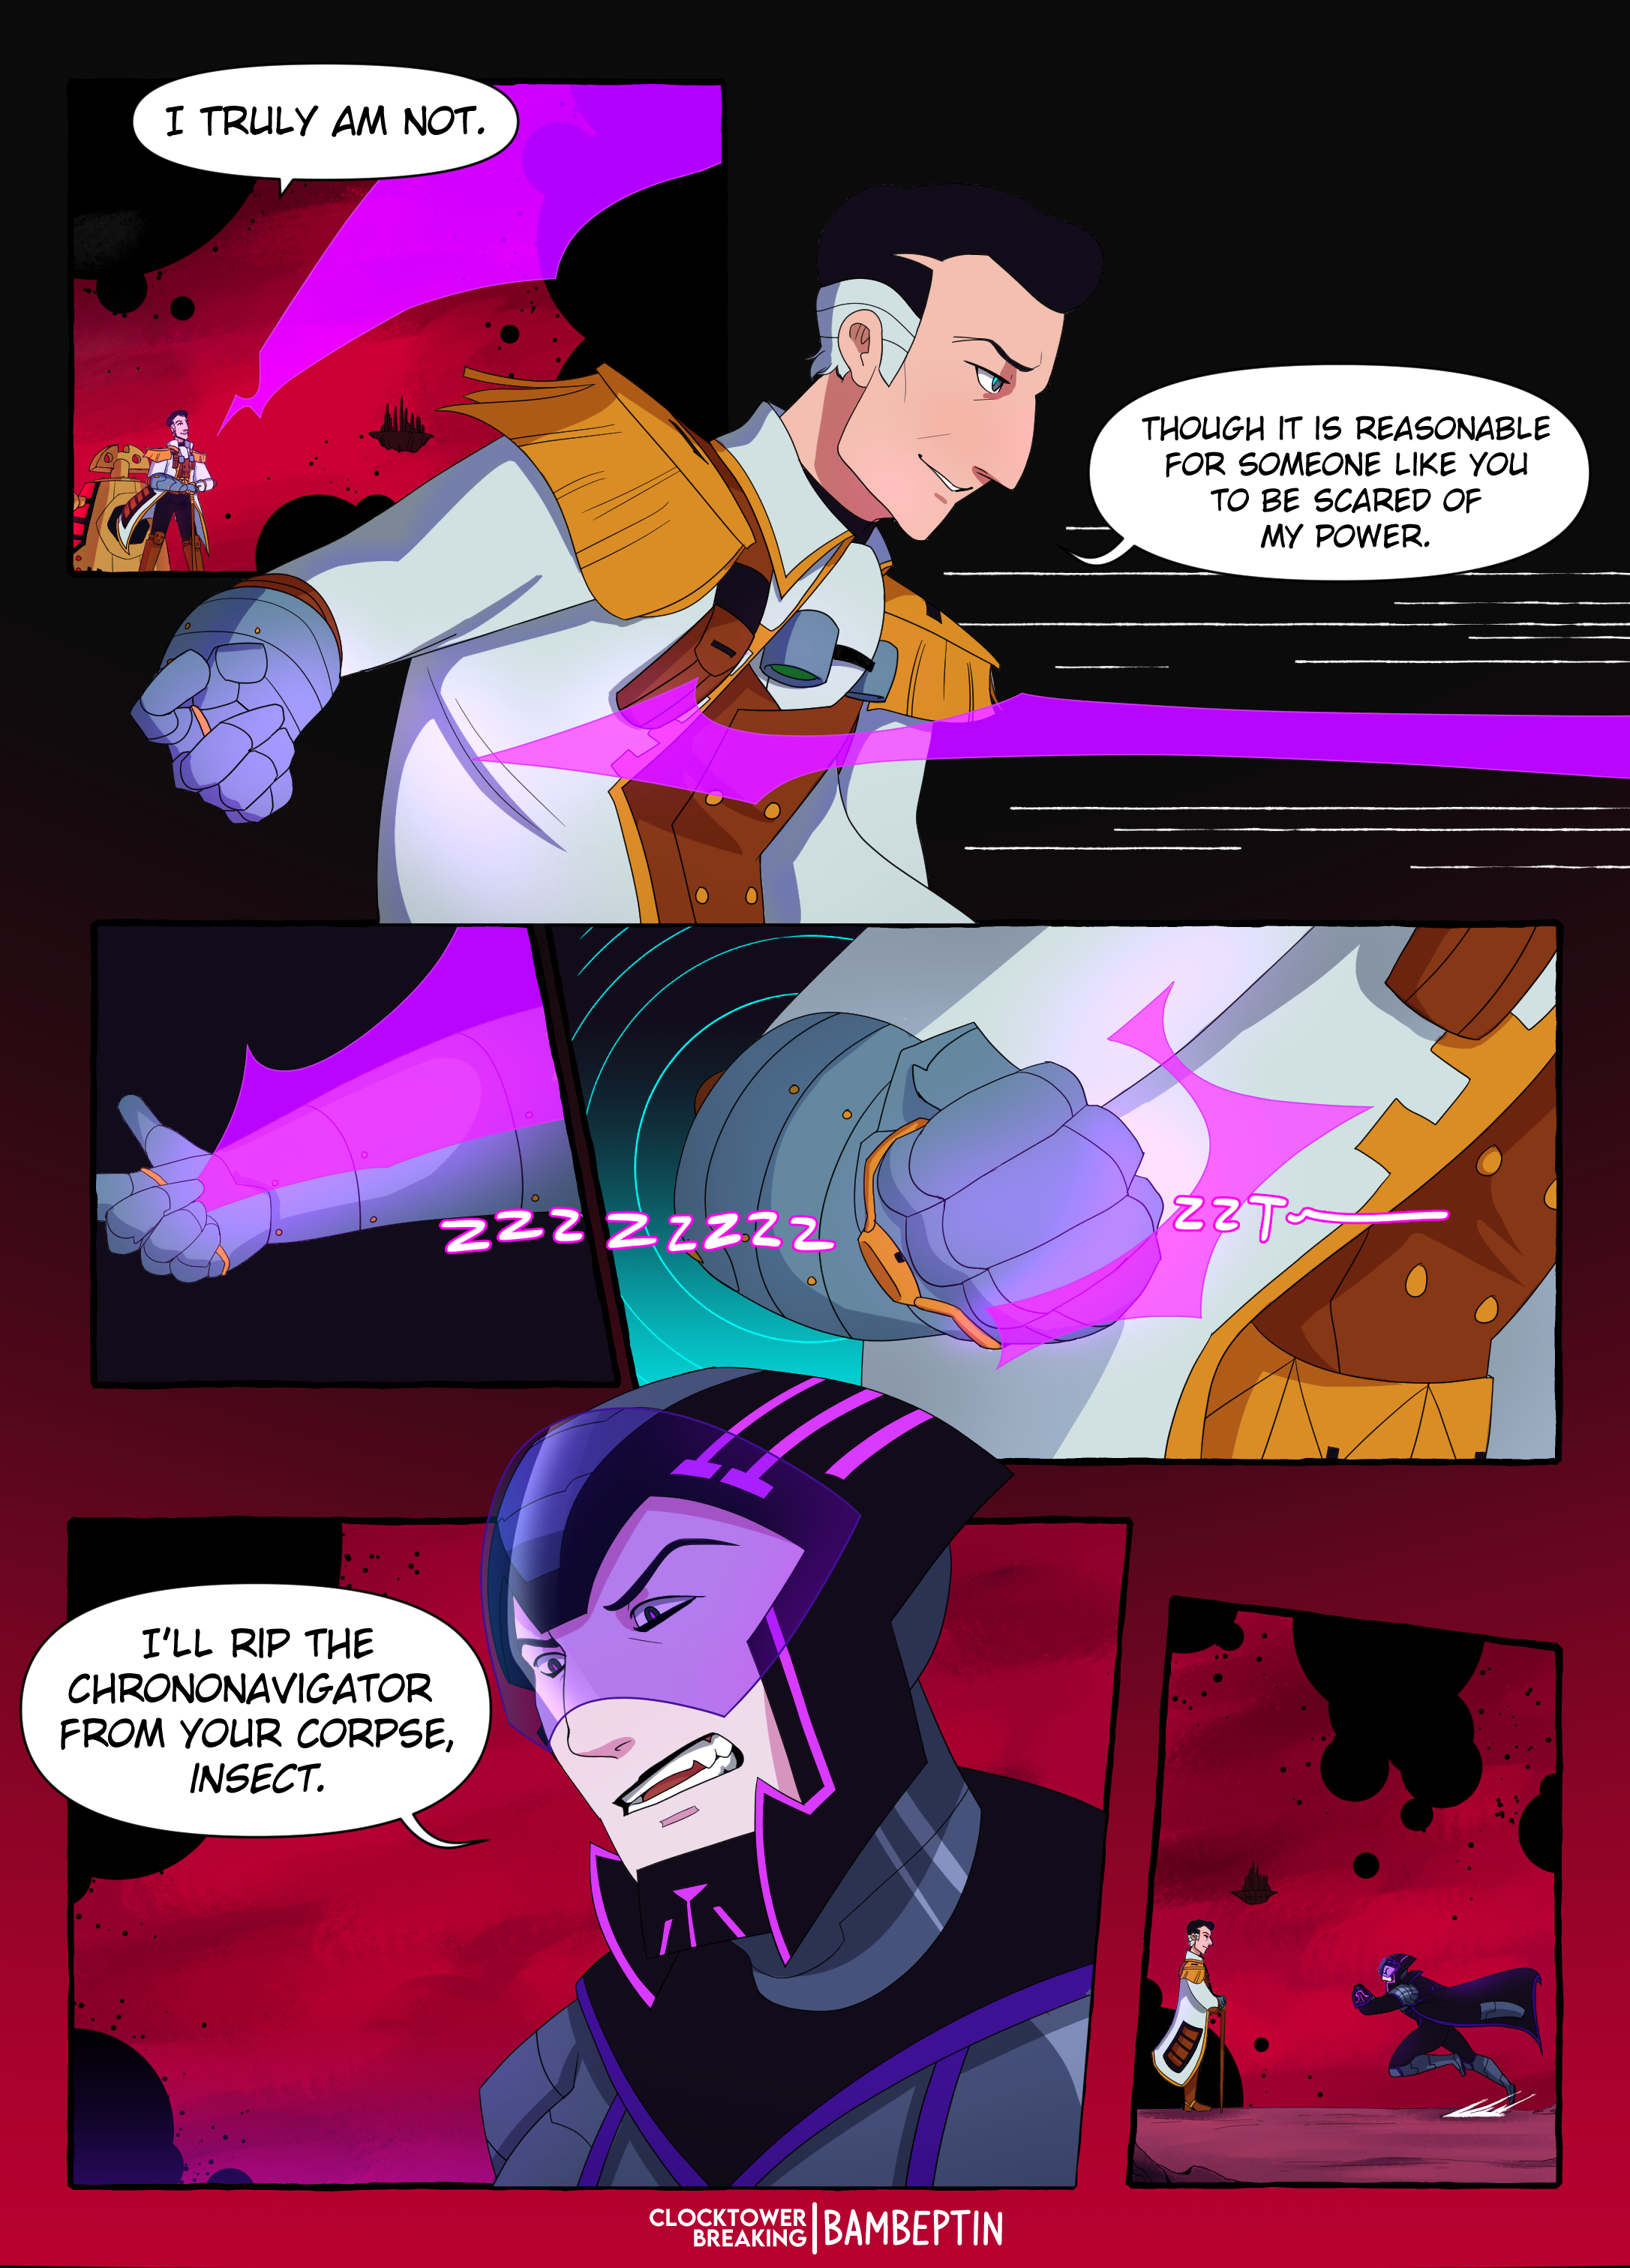 I TRULY AM NOT.
THOUGH IT IS REASONABLE
FOR SOMEONE LIKE YOU
TO BE SCARED OF
MY POWER.
ZZZ ZZZZZ
ZZT
I'LL RIP THE
CHRONONAVIGATOR
FROM YOUR CORPSE,
INSECT.
CLOCKTOWER
BREAKING
BAMBEPTIN